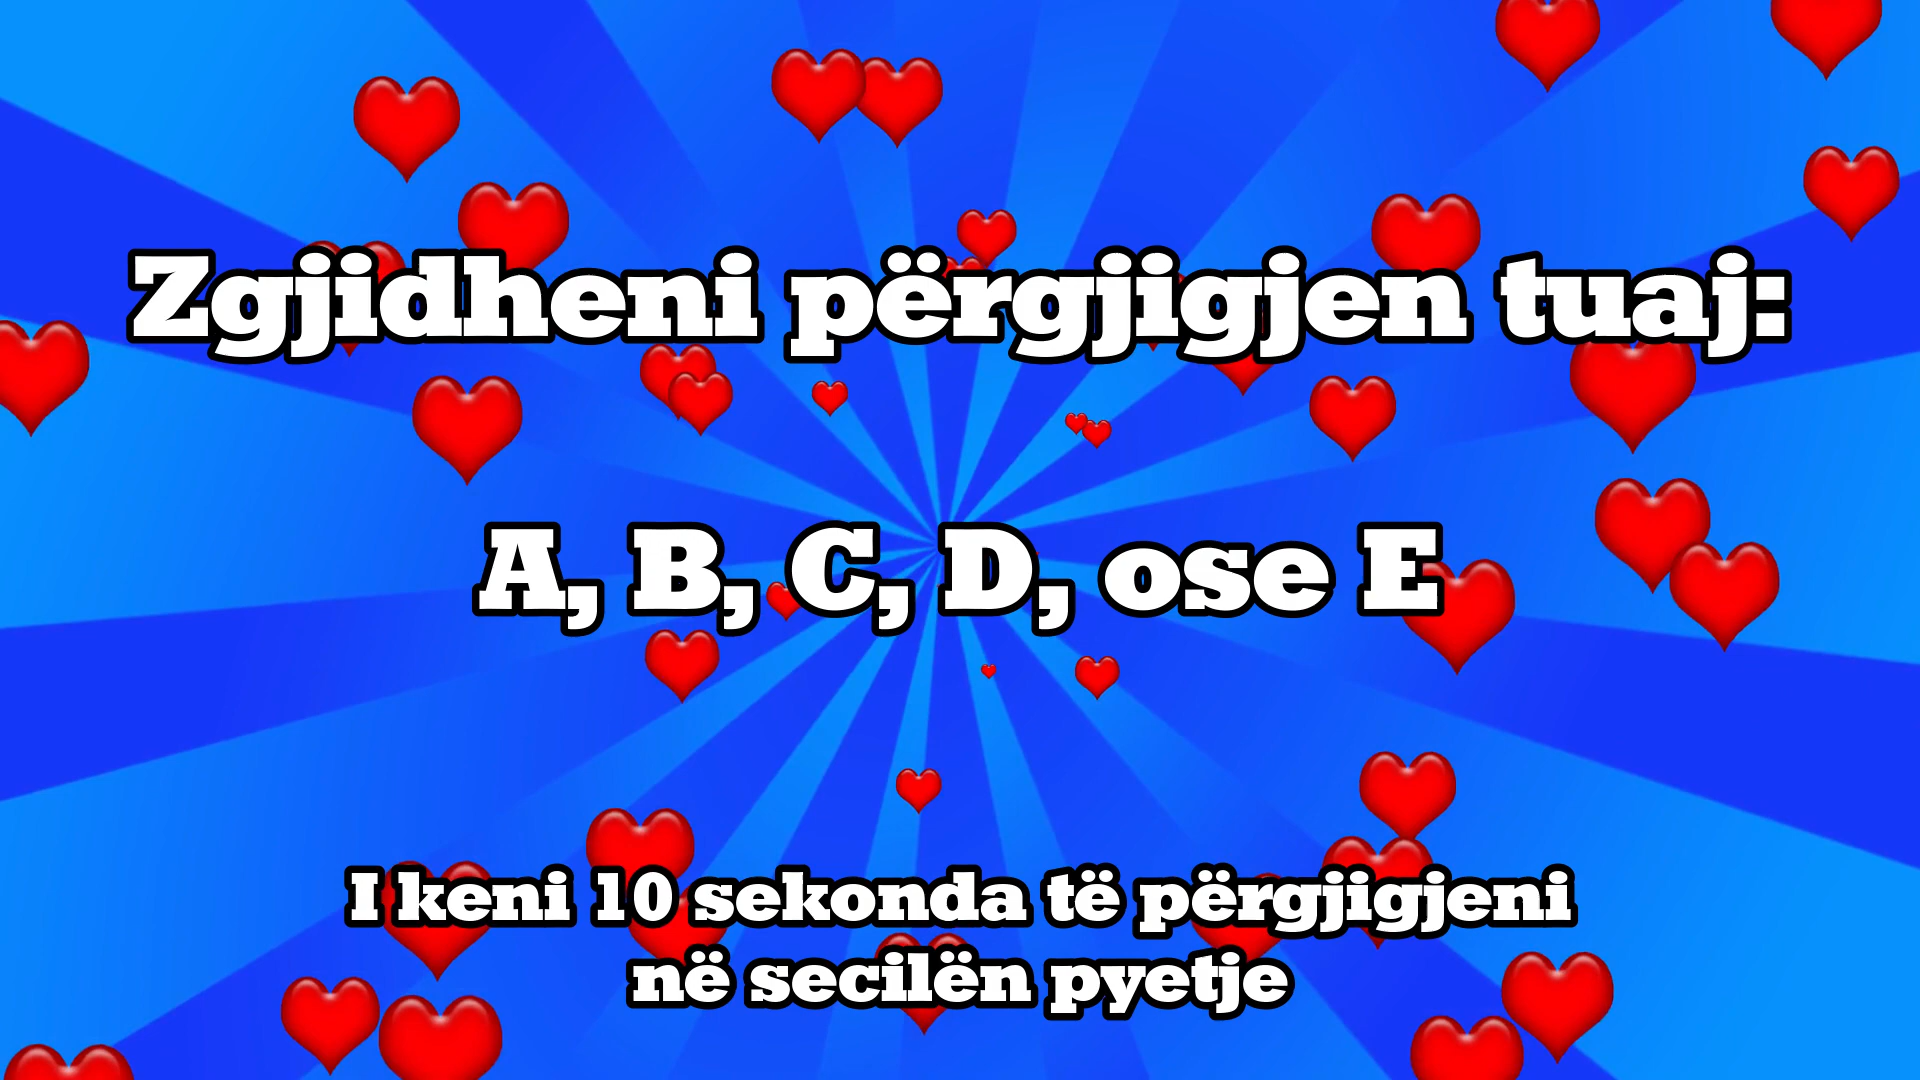 Zgjidheni përgjigjen tuaj:
A, B, C, D, ose E
I keni 10 sekonda të përgjigjeni
në secilën pyetje